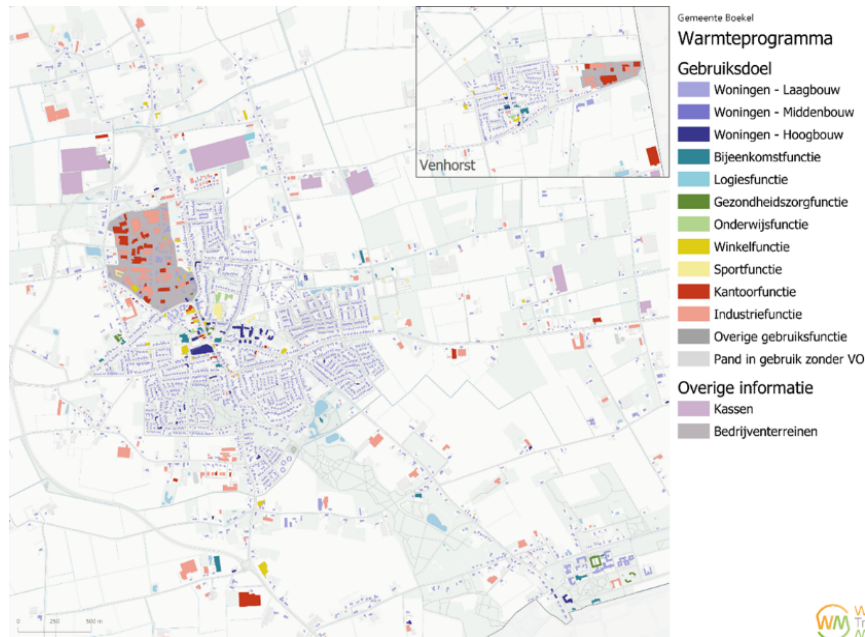 Gemeente Boekel
Warmteprogramma
Gebruiksdoel
Woningen - Laagbouw
Woningen - Middenbouw
Woningen - Hoogbouw
Bijeenkomstfunctie
Logiesfunctie
Gezondheidszorgfunctie
Onderwijsfunctie
Winkelfunctie
Sportfunctie
Kantoorfunctie
Industriefunctie
Overige gebruiksfunctie
Pand in gebruik zonder VO
Overige informatie
Kassen
Bedrijventerreinen
Venhorst
0 250 500 m
WM